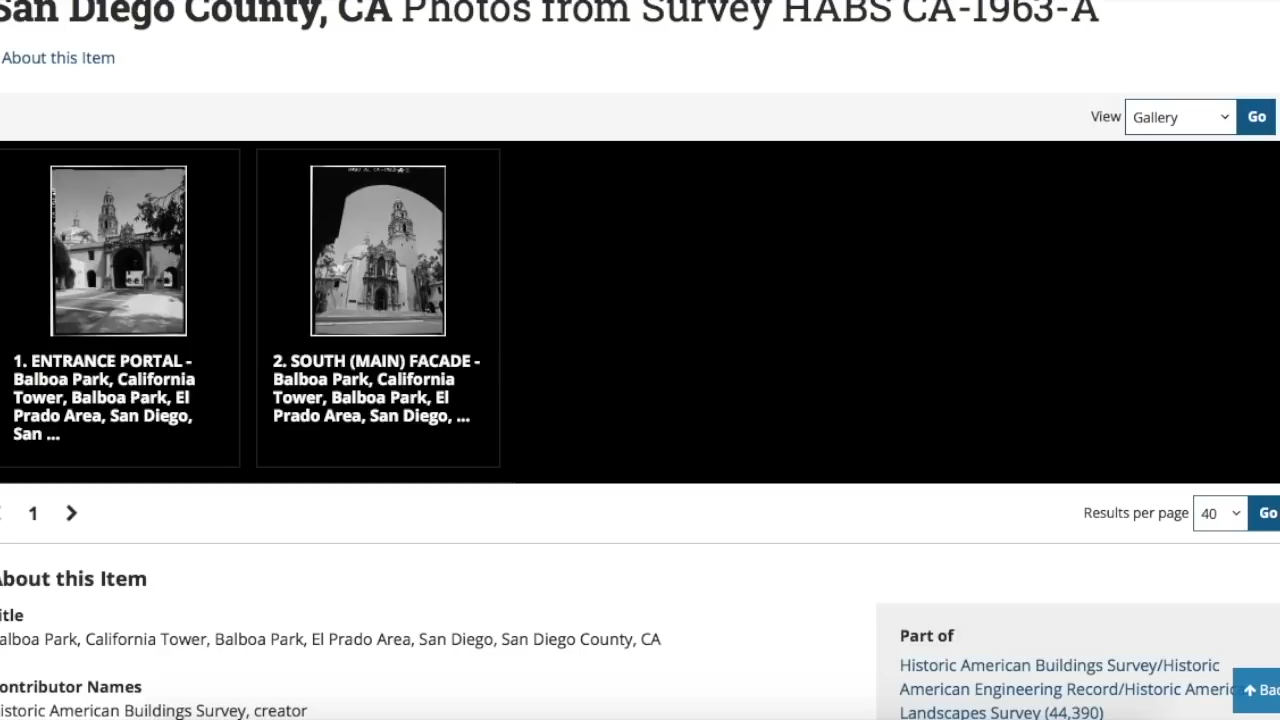 San Diego County, CA Photos from Survey HABS CA-1963-A
About this Item
View Gallery Go
1. ENTRANCE PORTAL -
Balboa Park, California
Tower, Balboa Park, El
Prado Area, San Diego,
San ...
2. SOUTH (MAIN) FACADE -
Balboa Park, California
Tower, Balboa Park, El
Prado Area, San Diego, ...
1
Results per page 40 Go
About this Item
itle
alboa Park, California Tower, Balboa Park, El Prado Area, San Diego, San Diego County, CA
ontributor Names
istoric American Buildings Survey, creator
Part of
Historic American Buildings Survey/Historic
American Engineering Record/Historic Americ
Landscapes Survey (44,390)
Bac